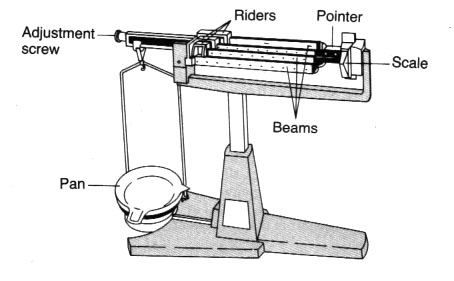 Riders
Pointer
Adjustment
screw
Scale
Beams
Pan